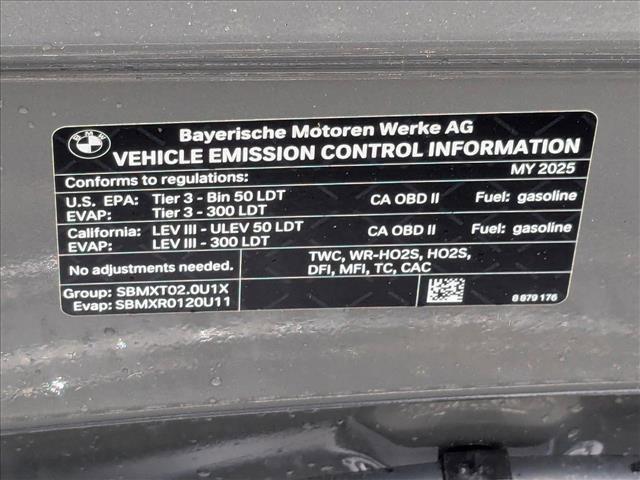 BMW
Bayerische Motoren Werke AG
VEHICLE EMISSION CONTROL INFORMATION
Conforms to regulations: MY 2025
U.S. EPA: Tier 3 - Bin 50 LDT CA OBD II Fuel: gasoline
EVAP: Tier 3 - 300 LDT
California: LEV III - ULEV 50 LDT CA OBD II Fuel: gasoline
EVAP: LEV III - 300 LDT
No adjustments needed. TWC, WR-HO2S, HO2S,
DFI, MFI, TC, CAC
Group: SBMXT02.0U1X
Evap: SBMXR0120U11
8 879 176